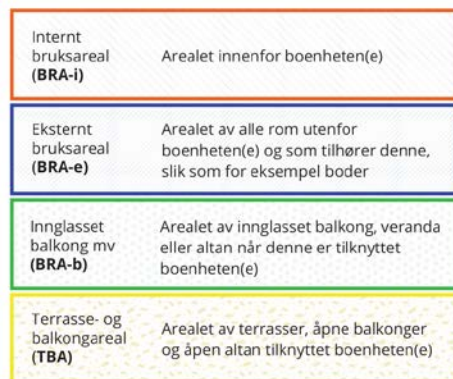 Internt
bruksareal
(BRA-i)
Arealet innenfor boenheten(e)
Eksternt
bruksareal
(BRA-e)
Arealet av alle rom utenfor
boenheten(e) og som tilhører denne,
slik som for eksempel boder
Innglasset
balkong mv
(BRA-b)
Arealet av innglasset balkong, veranda
eller altan når denne er tilknyttet
boenheten(e)
Terrasse- og
balkongareal
(TBA)
Arealet av terrasser, åpne balkonger
og åpen altan tilknyttet boenheten(e)